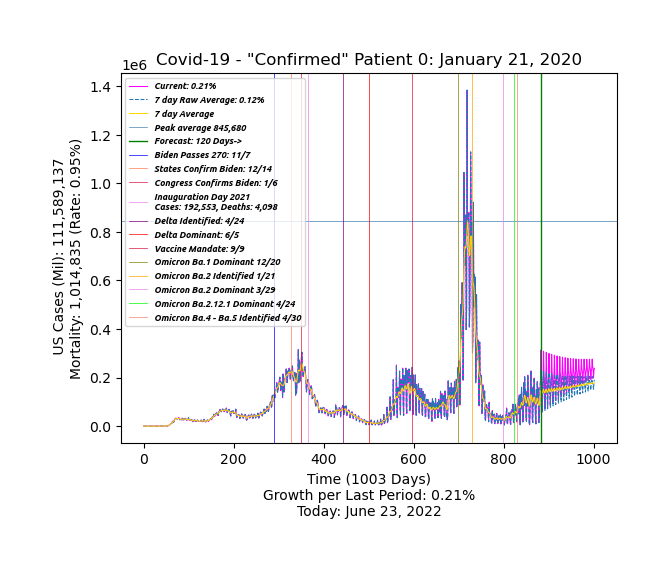 Covid-19 - "Confirmed" Patient 0: January 21, 2020
1e6
1.4
1.2
1.0
0.8
0.6
0.4
0.2
0.0
US Cases (Mil): 111,589,137
Mortality: 1,014,835 (Rate: 0.95%)
Current: 0.21%
7 day Raw Average: 0.12%
7 day Average
Peak average 845,680
Forecast: 120 Days->
Biden Passes 270: 11/7
States Confirm Biden: 12/14
Congress Confirms Biden: 1/6
Inauguration Day 2021
Cases: 192,553, Deaths: 4,098
Delta Identified: 4/24
Delta Dominant: 6/5
Vaccine Mandate: 9/9
Omicron Ba.1 Dominant 12/20
Omicron Ba.2 Identified 1/21
Omicron Ba.2 Dominant 3/29
Omicron Ba.2.12.1 Dominant 4/24
Omicron Ba.4 - Ba.5 Identified 4/30
0 200 400 600 800 1000
Time (1003 Days)
Growth per Last Period: 0.21%
Today: June 23, 2022